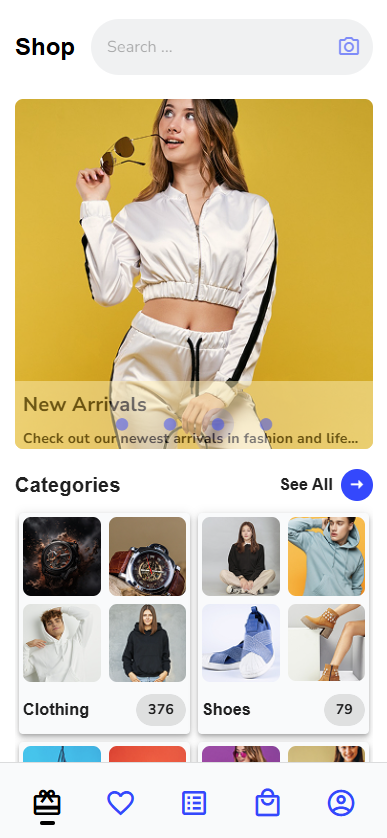 Shop
Search ...
New Arrivals
Check out our newest arrivals in fashion and life...
Categories
See All
Clothing
376
Shoes
79